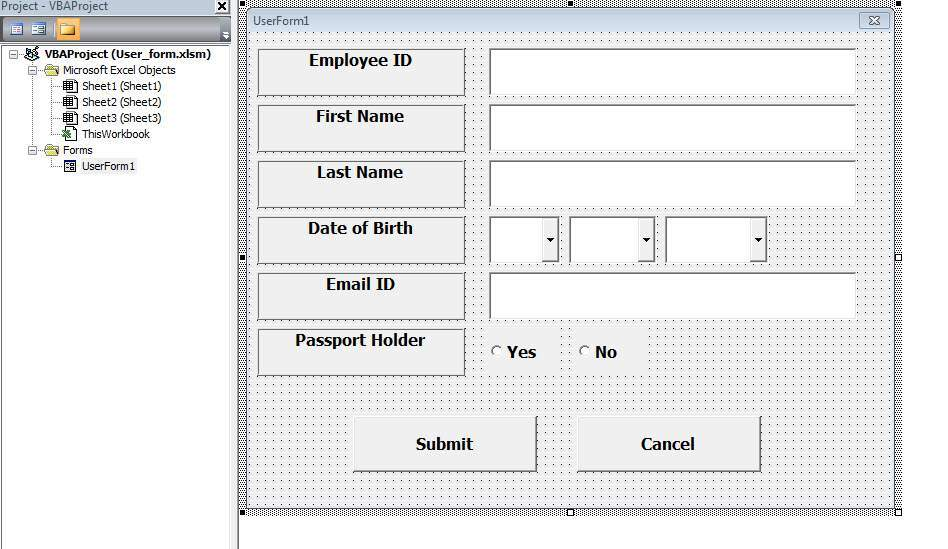 Project - VBAProject
VBAProject (User_form.xlsm)
Microsoft Excel Objects
Sheet1 (Sheet1)
Sheet2 (Sheet2)
Sheet3 (Sheet3)
ThisWorkbook
Forms
UserForm1
UserForm1
Employee ID
First Name
Last Name
Date of Birth
Email ID
Passport Holder
Yes No
Submit Cancel